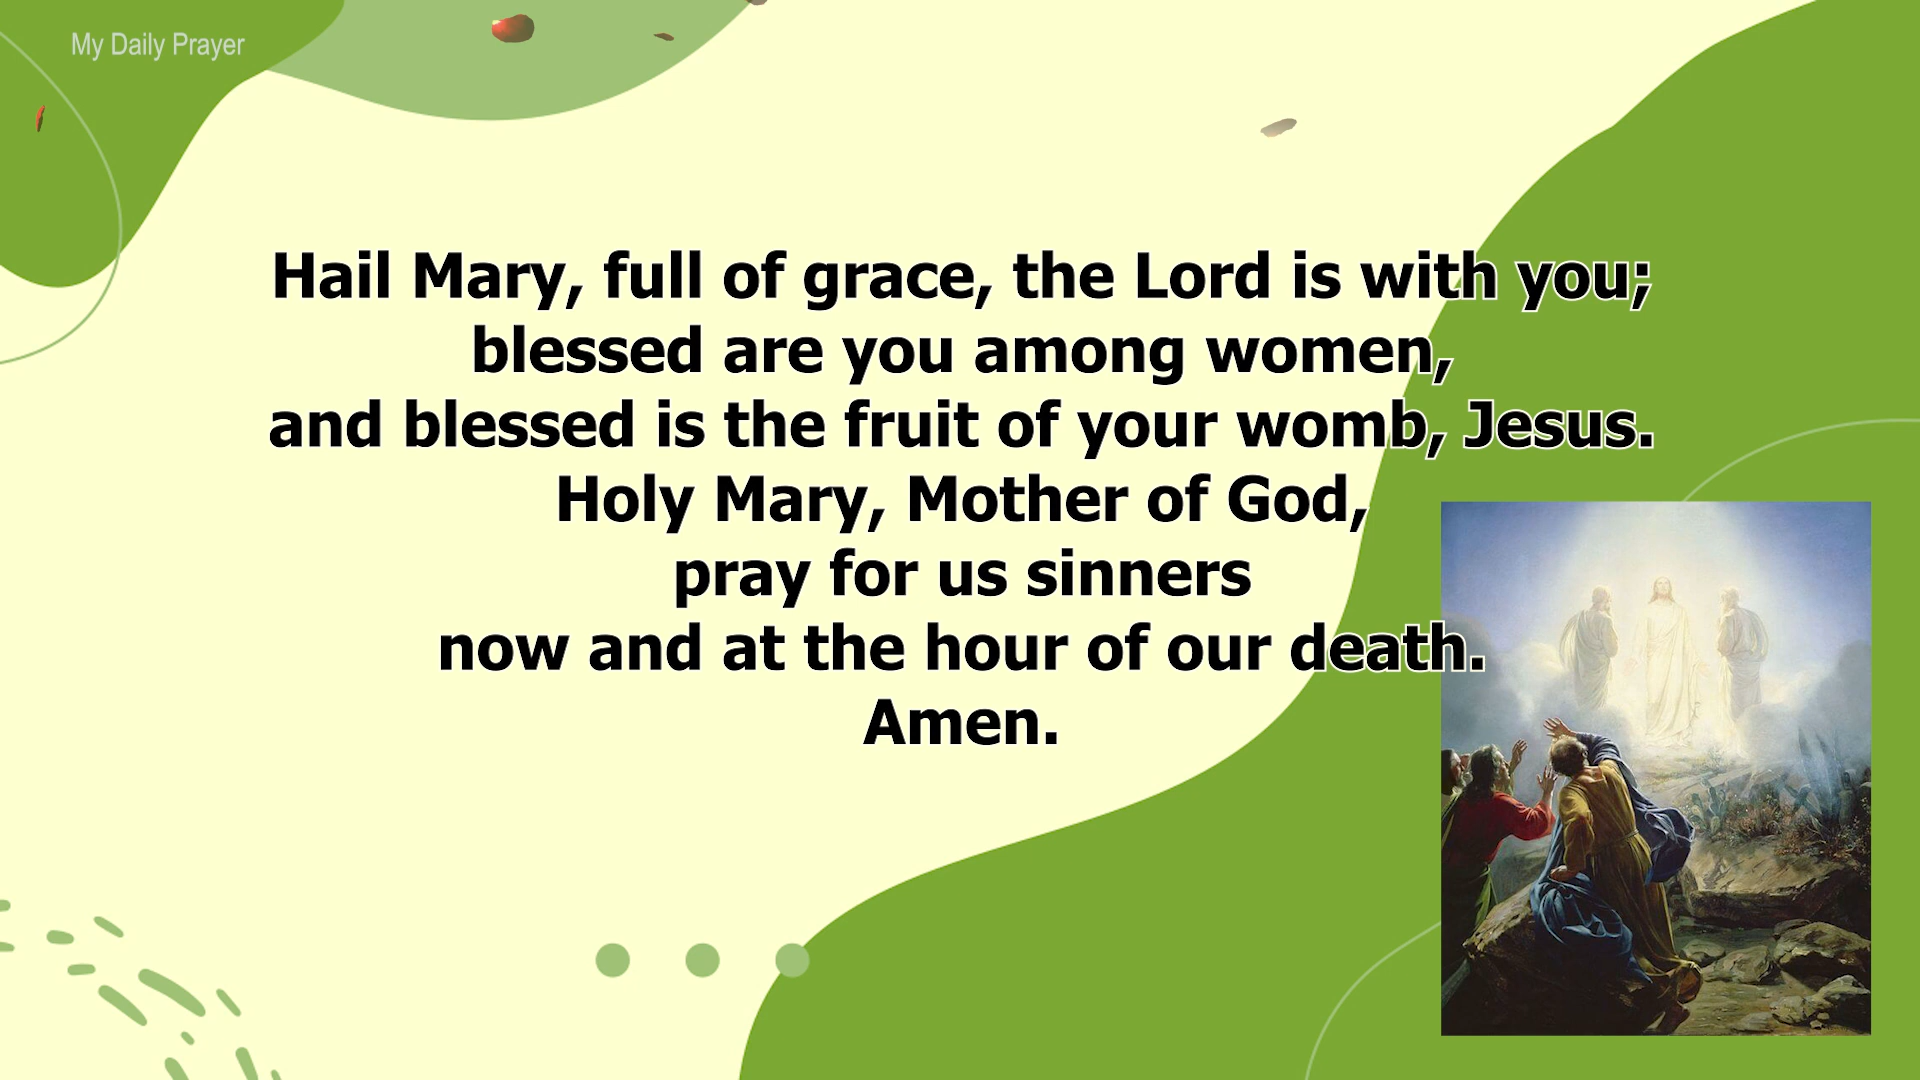 My Daily Prayer
Hail Mary, full of grace, the Lord is with you;
blessed are you among women,
and blessed is the fruit of your womb, Jesus.
Holy Mary, Mother of God,
pray for us sinners
now and at the hour of our death.
Amen.